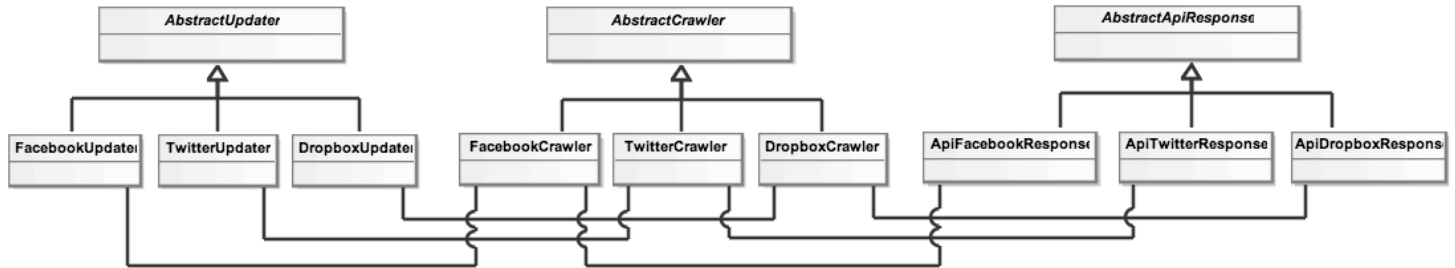 AbstractUpdater
AbstractCrawler
AbstractApiResponse
FacebookUpdater
TwitterUpdater
DropboxUpdater
FacebookCrawler
TwitterCrawler
DropboxCrawler
ApiFacebookResponse
ApiTwitterResponse
ApiDropboxResponse